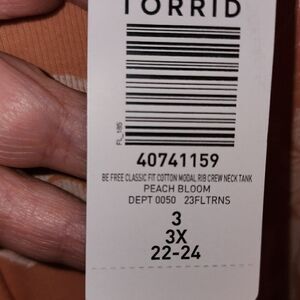 TORRID
FL_185
40741159
BE FREE CLASSIC FIT COTTON MODAL RIB CREW NECK TANK
PEACH BLOOM
DEPT 0050 23FLTRNS
3
3X
22-24